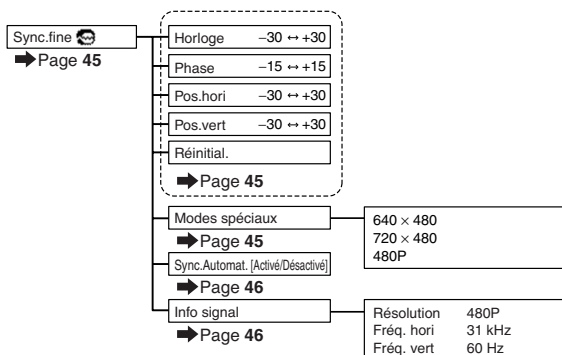 Sync.fine
Page 45
Horloge −30 ↔ +30
Phase −15 ↔ +15
Pos.hori −30 ↔ +30
Pos.vert −30 ↔ +30
Réinitial.
Page 45
Modes spéciaux
Page 45
640 × 480
720 × 480
480P
Sync.Automat. [Activé/Désactivé]
Page 46
Info signal
Page 46
Résolution 480P
Fréq. hori 31 kHz
Fréq. vert 60 Hz